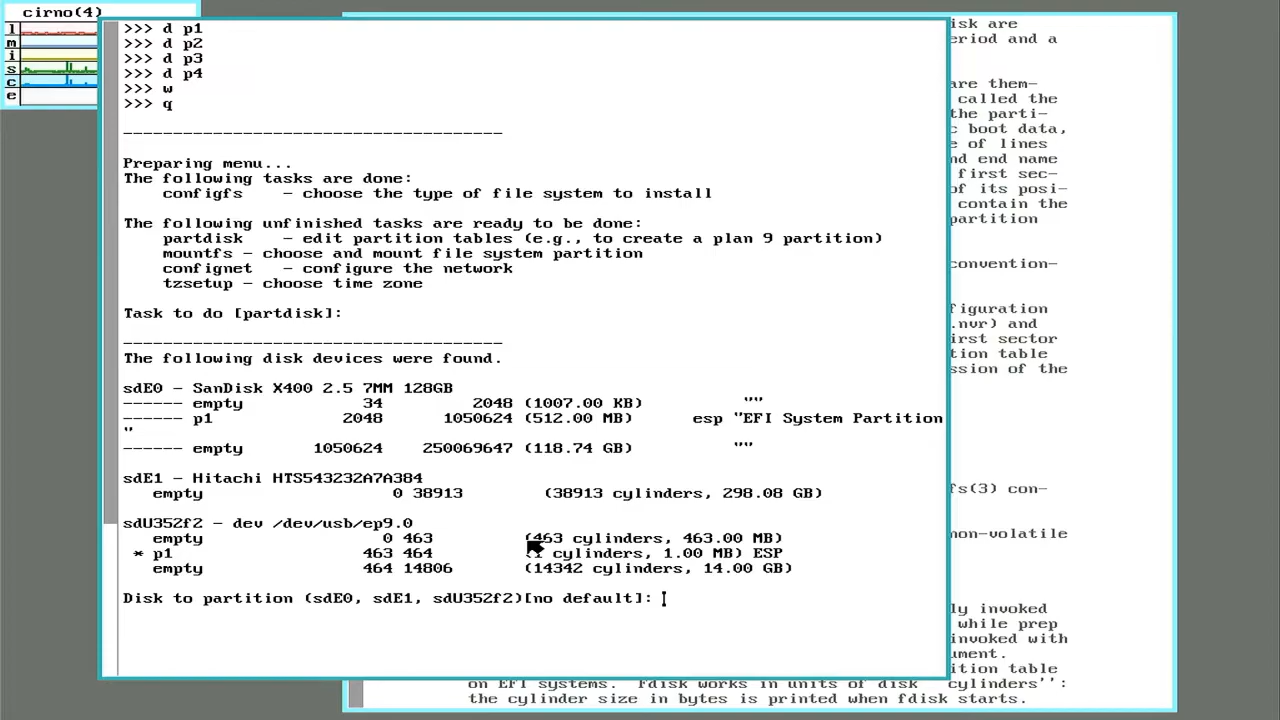 cirno(4)
l
m
i
s
c
e
>>> d p1
>>> d p2
>>> d p3
>>> d p4
>>> w
>>> q
--------------------------------------
Preparing menu...
The following tasks are done:
configfs - choose the type of file system to install
The following unfinished tasks are ready to be done:
partdisk - edit partition tables (e.g., to create a plan 9 partition)
mountfs - choose and mount file system partition
confignet - configure the network
tzsetup - choose time zone
Task to do [partdisk]:
--------------------------------------
The following disk devices were found.
sdE0 - SanDisk X400 2.5 7MM 128GB
------ empty 34 2048 (1007.00 KB) ""
------ p1 2048 1050624 (512.00 MB) esp "EFI System Partition
"
------ empty 1050624 250069647 (118.74 GB) ""
sdE1 - Hitachi HTS543232A7A384
empty 0 38913 (38913 cylinders, 298.08 GB)
sdU352f2 - dev /dev/usb/ep9.0
empty 0 463 (463 cylinders, 463.00 MB)
* p1 463 464 (1 cylinders, 1.00 MB) ESP
empty 464 14806 (14342 cylinders, 14.00 GB)
Disk to partition (sdE0, sdE1, sdU352f2)[no default]:
isk are
eriod and a
are them-
called the
the parti-
c boot data,
e of lines
nd end name
first sec-
of its posi-
contain the
partition
convention-
figuration
.nvr) and
irst sector
tion table
ssion of the
fs(3) con-
non-volatile
ly invoked
while prep
invoked with
ument.
ition table
on EFI systems. Fdisk works in units of disk ``cylinders'':
the cylinder size in bytes is printed when fdisk starts.